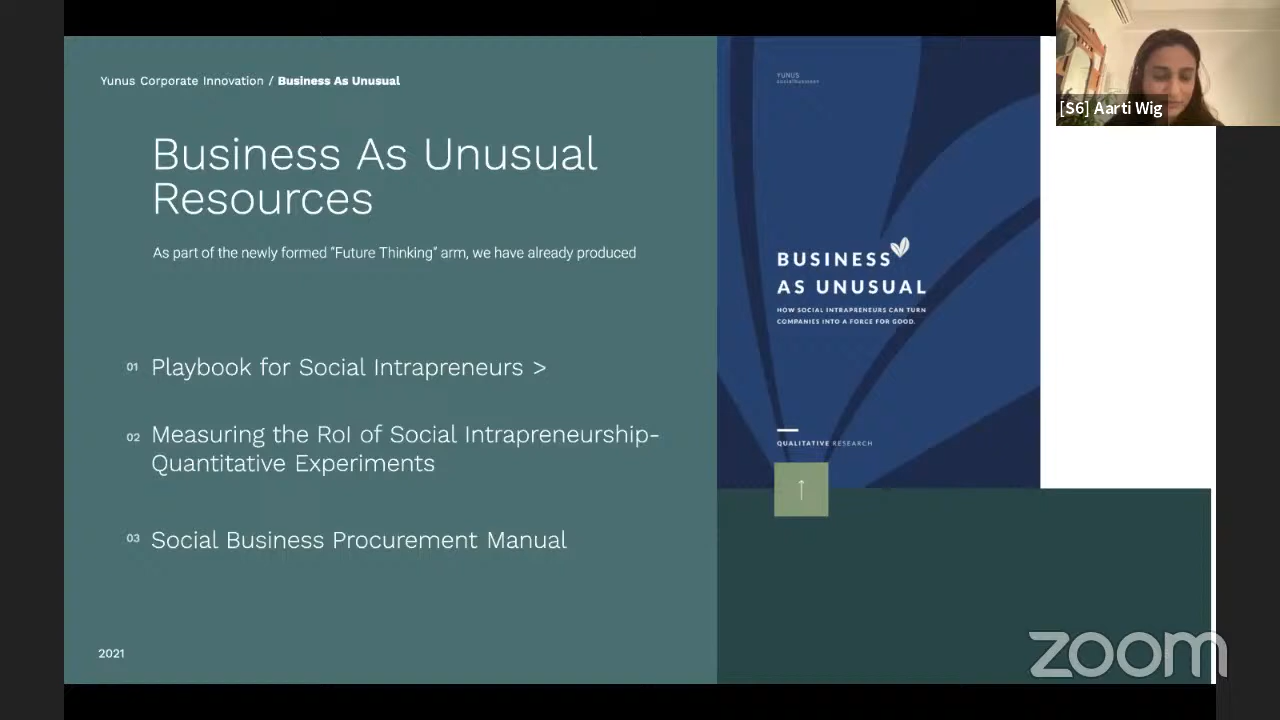 Yunus Corporate Innovation / Business As Unusual
Business As Unusual
Resources
As part of the newly formed “Future Thinking” arm, we have already produced
01 Playbook for Social Intrapreneurs >
02 Measuring the RoI of Social Intrapreneurship-
Quantitative Experiments
03 Social Business Procurement Manual
2021
YUNUS
socialbusiness
BUSINESS
AS UNUSUAL
HOW SOCIAL INTRAPRENEURS CAN TURN
COMPANIES INTO A FORCE FOR GOOD.
QUALITATIVE RESEARCH
[S6] Aarti Wig
zoom